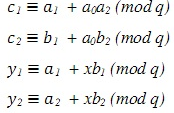 c₁ ≡ a₁ + a₀a₂ (mod q)
c₂ ≡ b₁ + a₀b₂ (mod q)
y₁ ≡ a₁ + xb₁ (mod q)
y₂ ≡ a₂ + xb₂ (mod q)